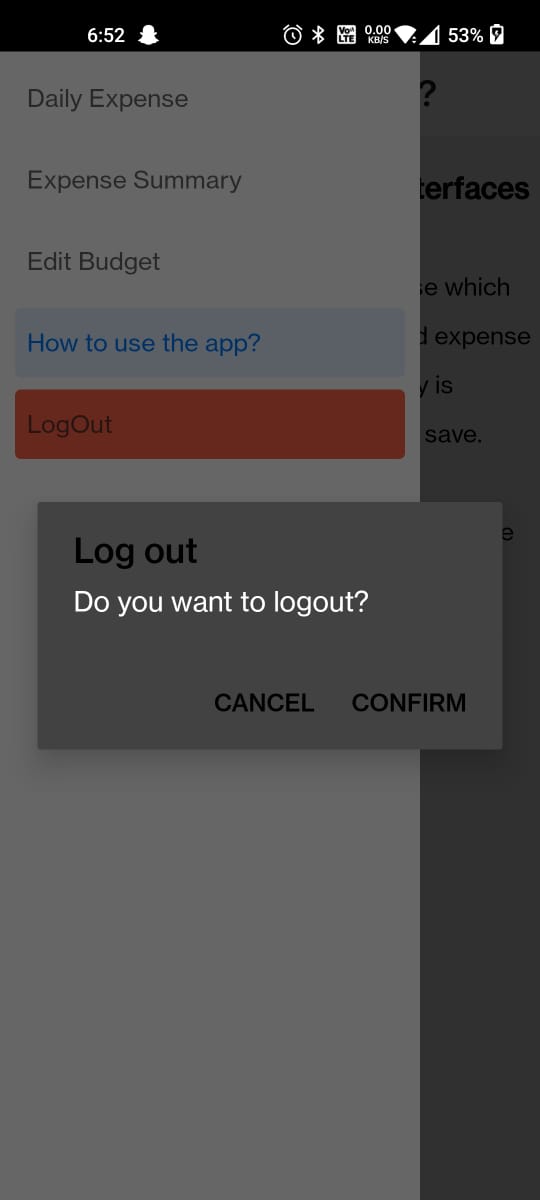 6:52 Vo LTE 0.00 KB/S 53%
Daily Expense
?
Expense Summary
terfaces
Edit Budget
se which
How to use the app?
d expense
y is
LogOut
save.
e
Log out
Do you want to logout?
CANCEL CONFIRM